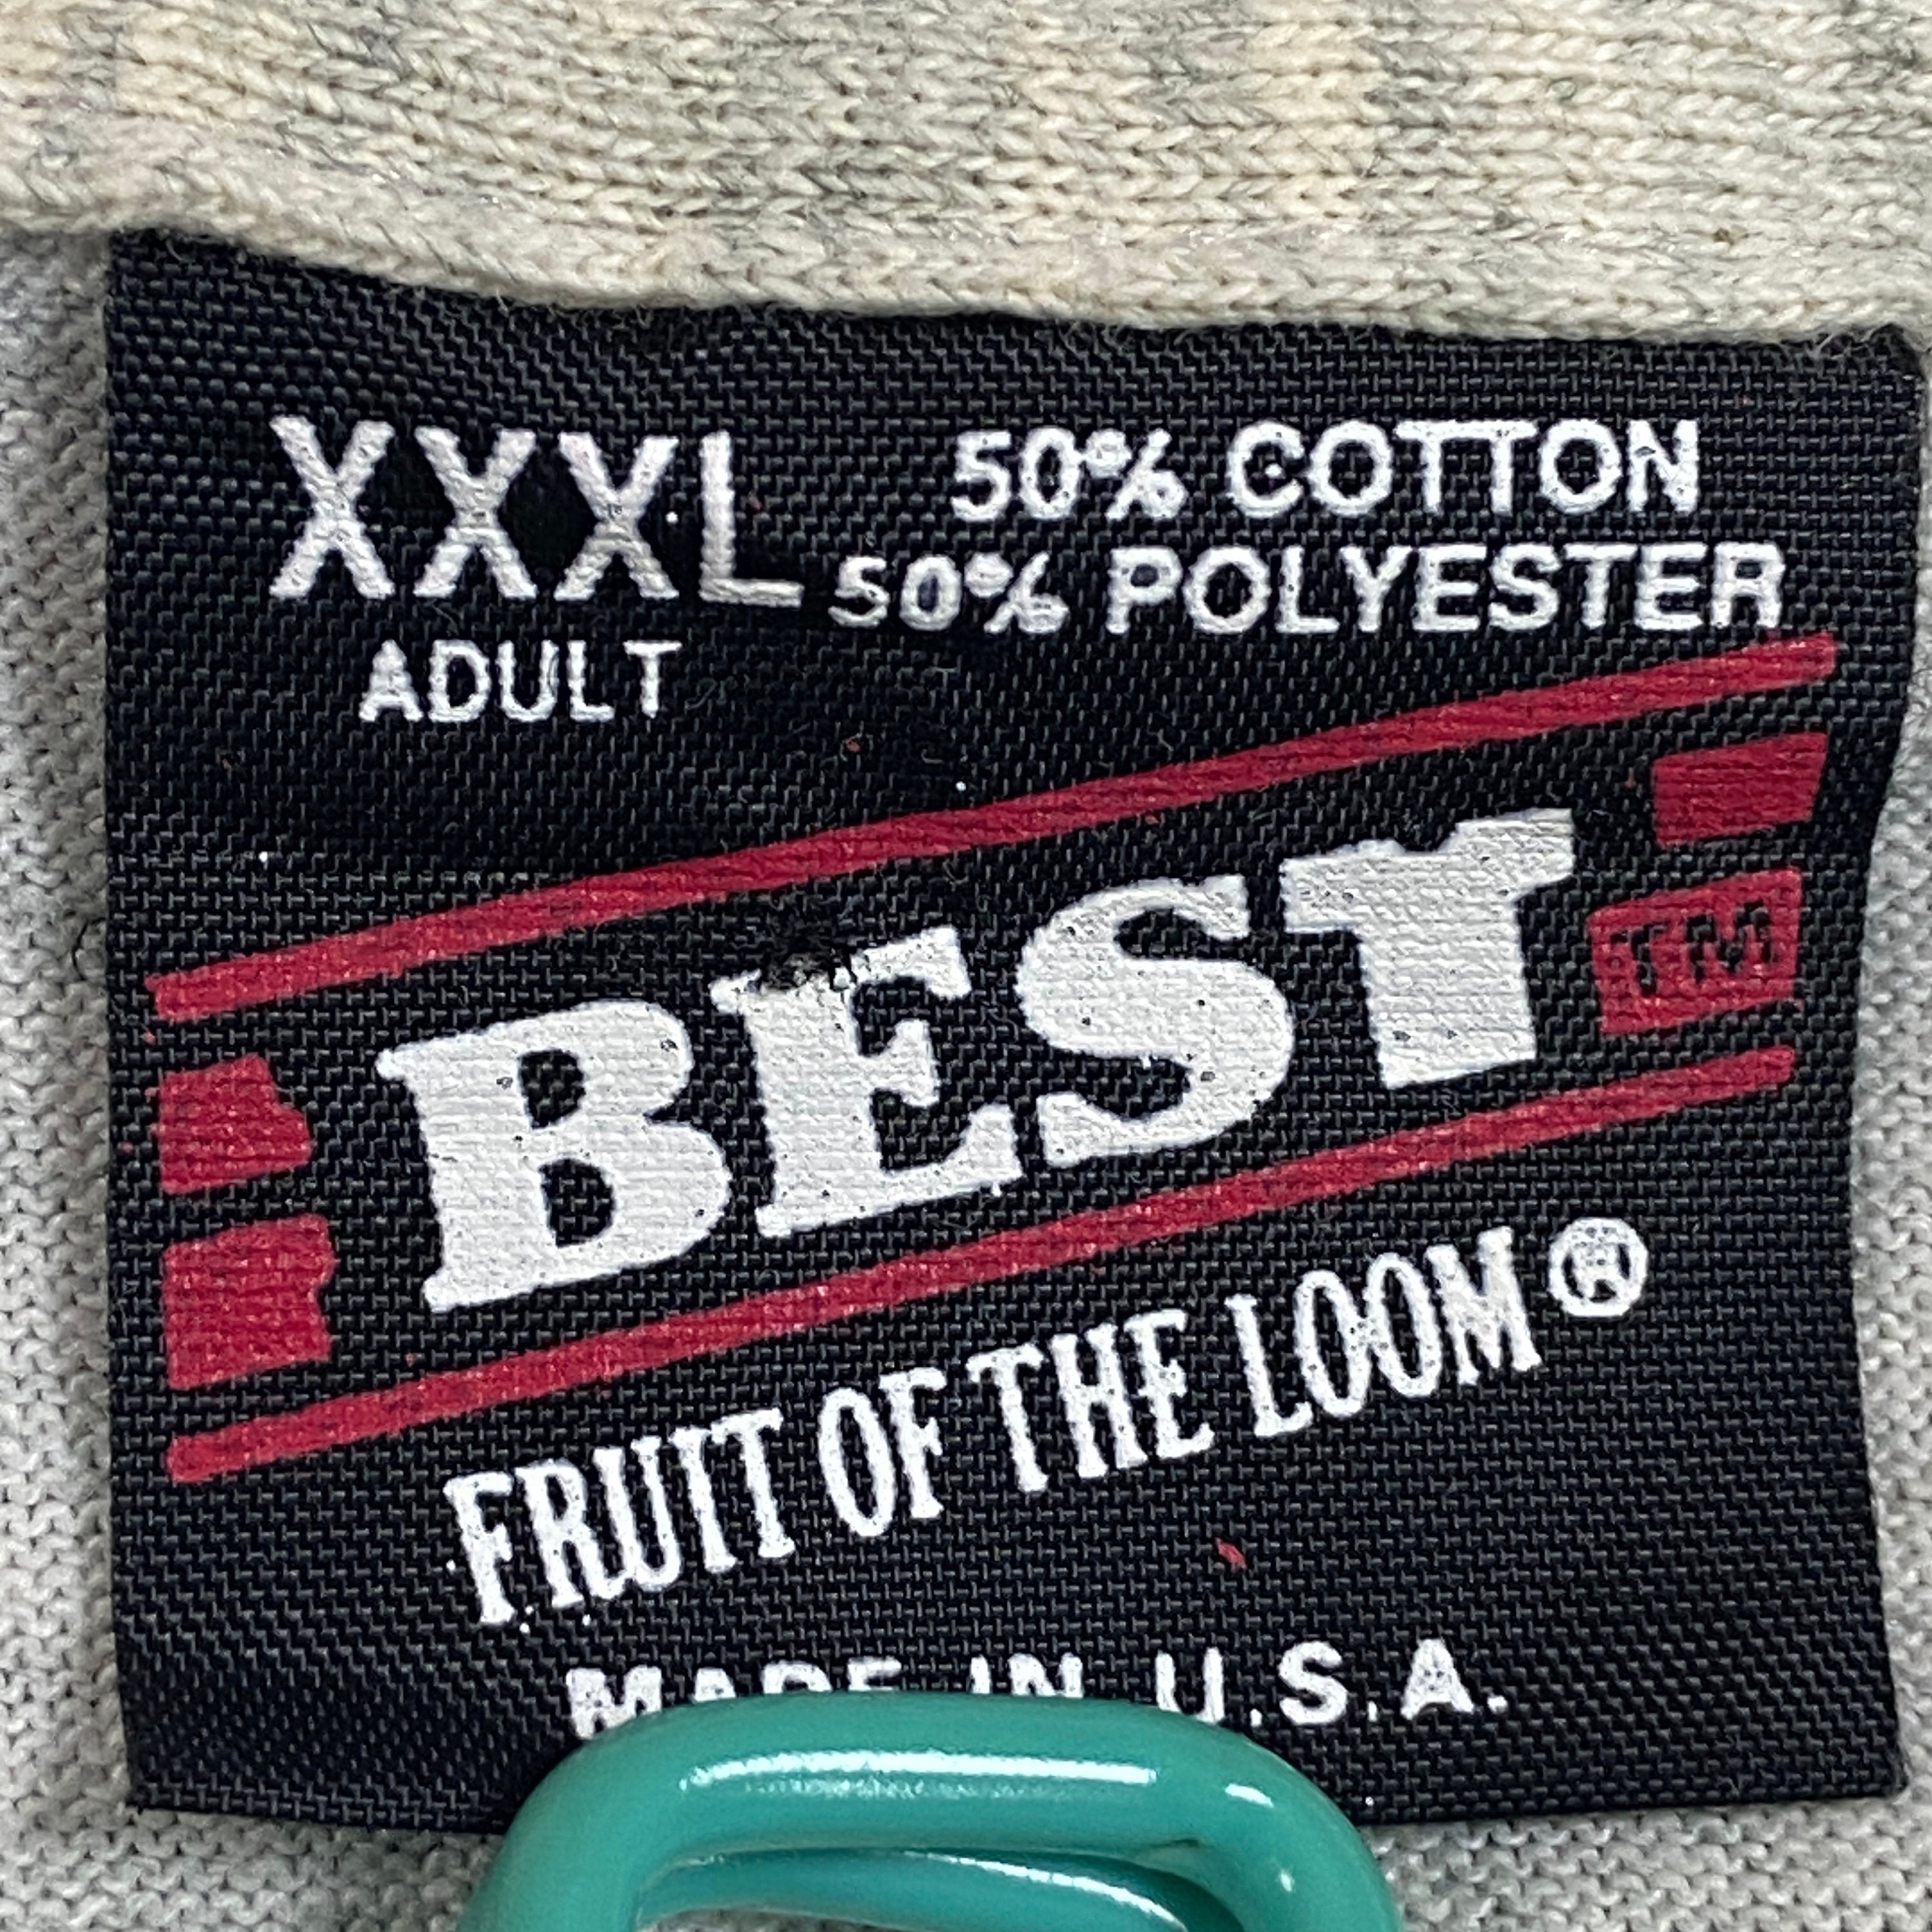 XXXL 50% COTTON
50% POLYESTER
ADULT
BEST TM
FRUIT OF THE LOOM®
MADE IN U.S.A.